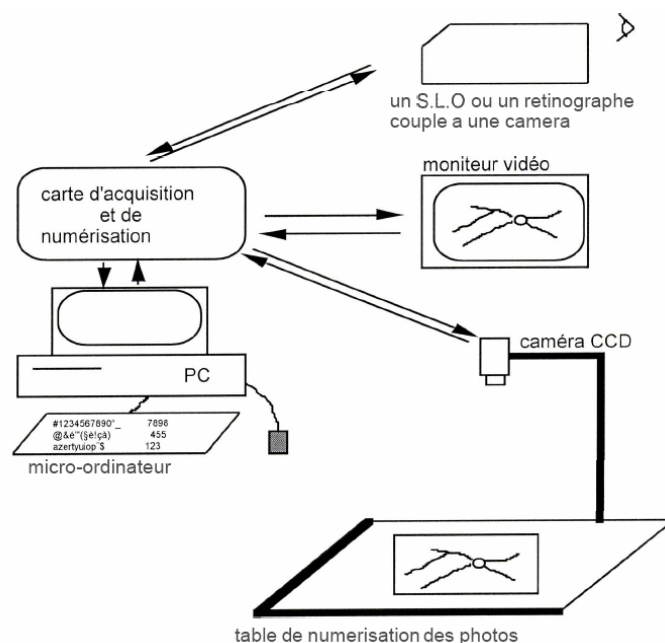 un S.L.O ou un retinographe
couple a une camera
moniteur vidéo
carte d'acquisition
et de
numérisation
caméra CCD
PC
#1234567890°_ 7898
@&é"'(§è!çà) 455
azertyuiop¨$ 123
micro-ordinateur
table de numerisation des photos